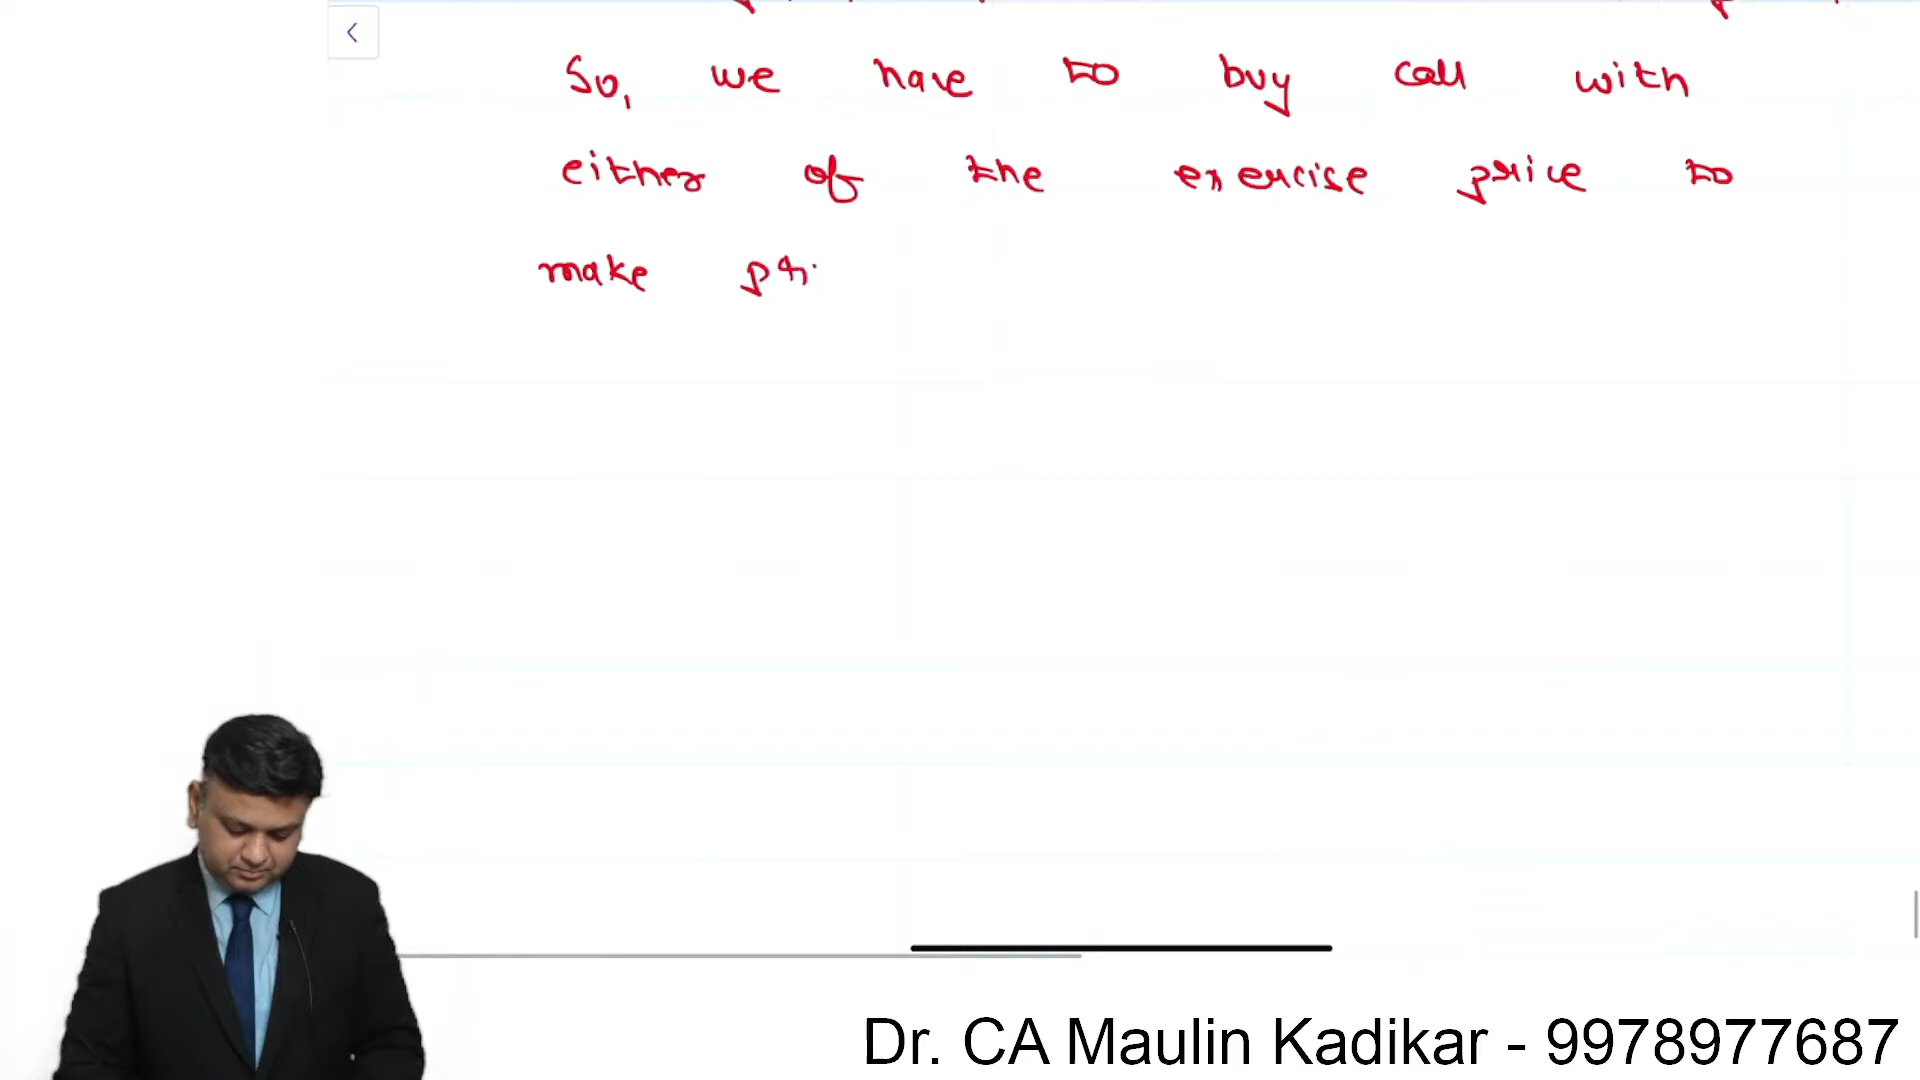 So, we have to buy call with
either of the exercise price to
make
Dr. CA Maulin Kadikar - 9978977687